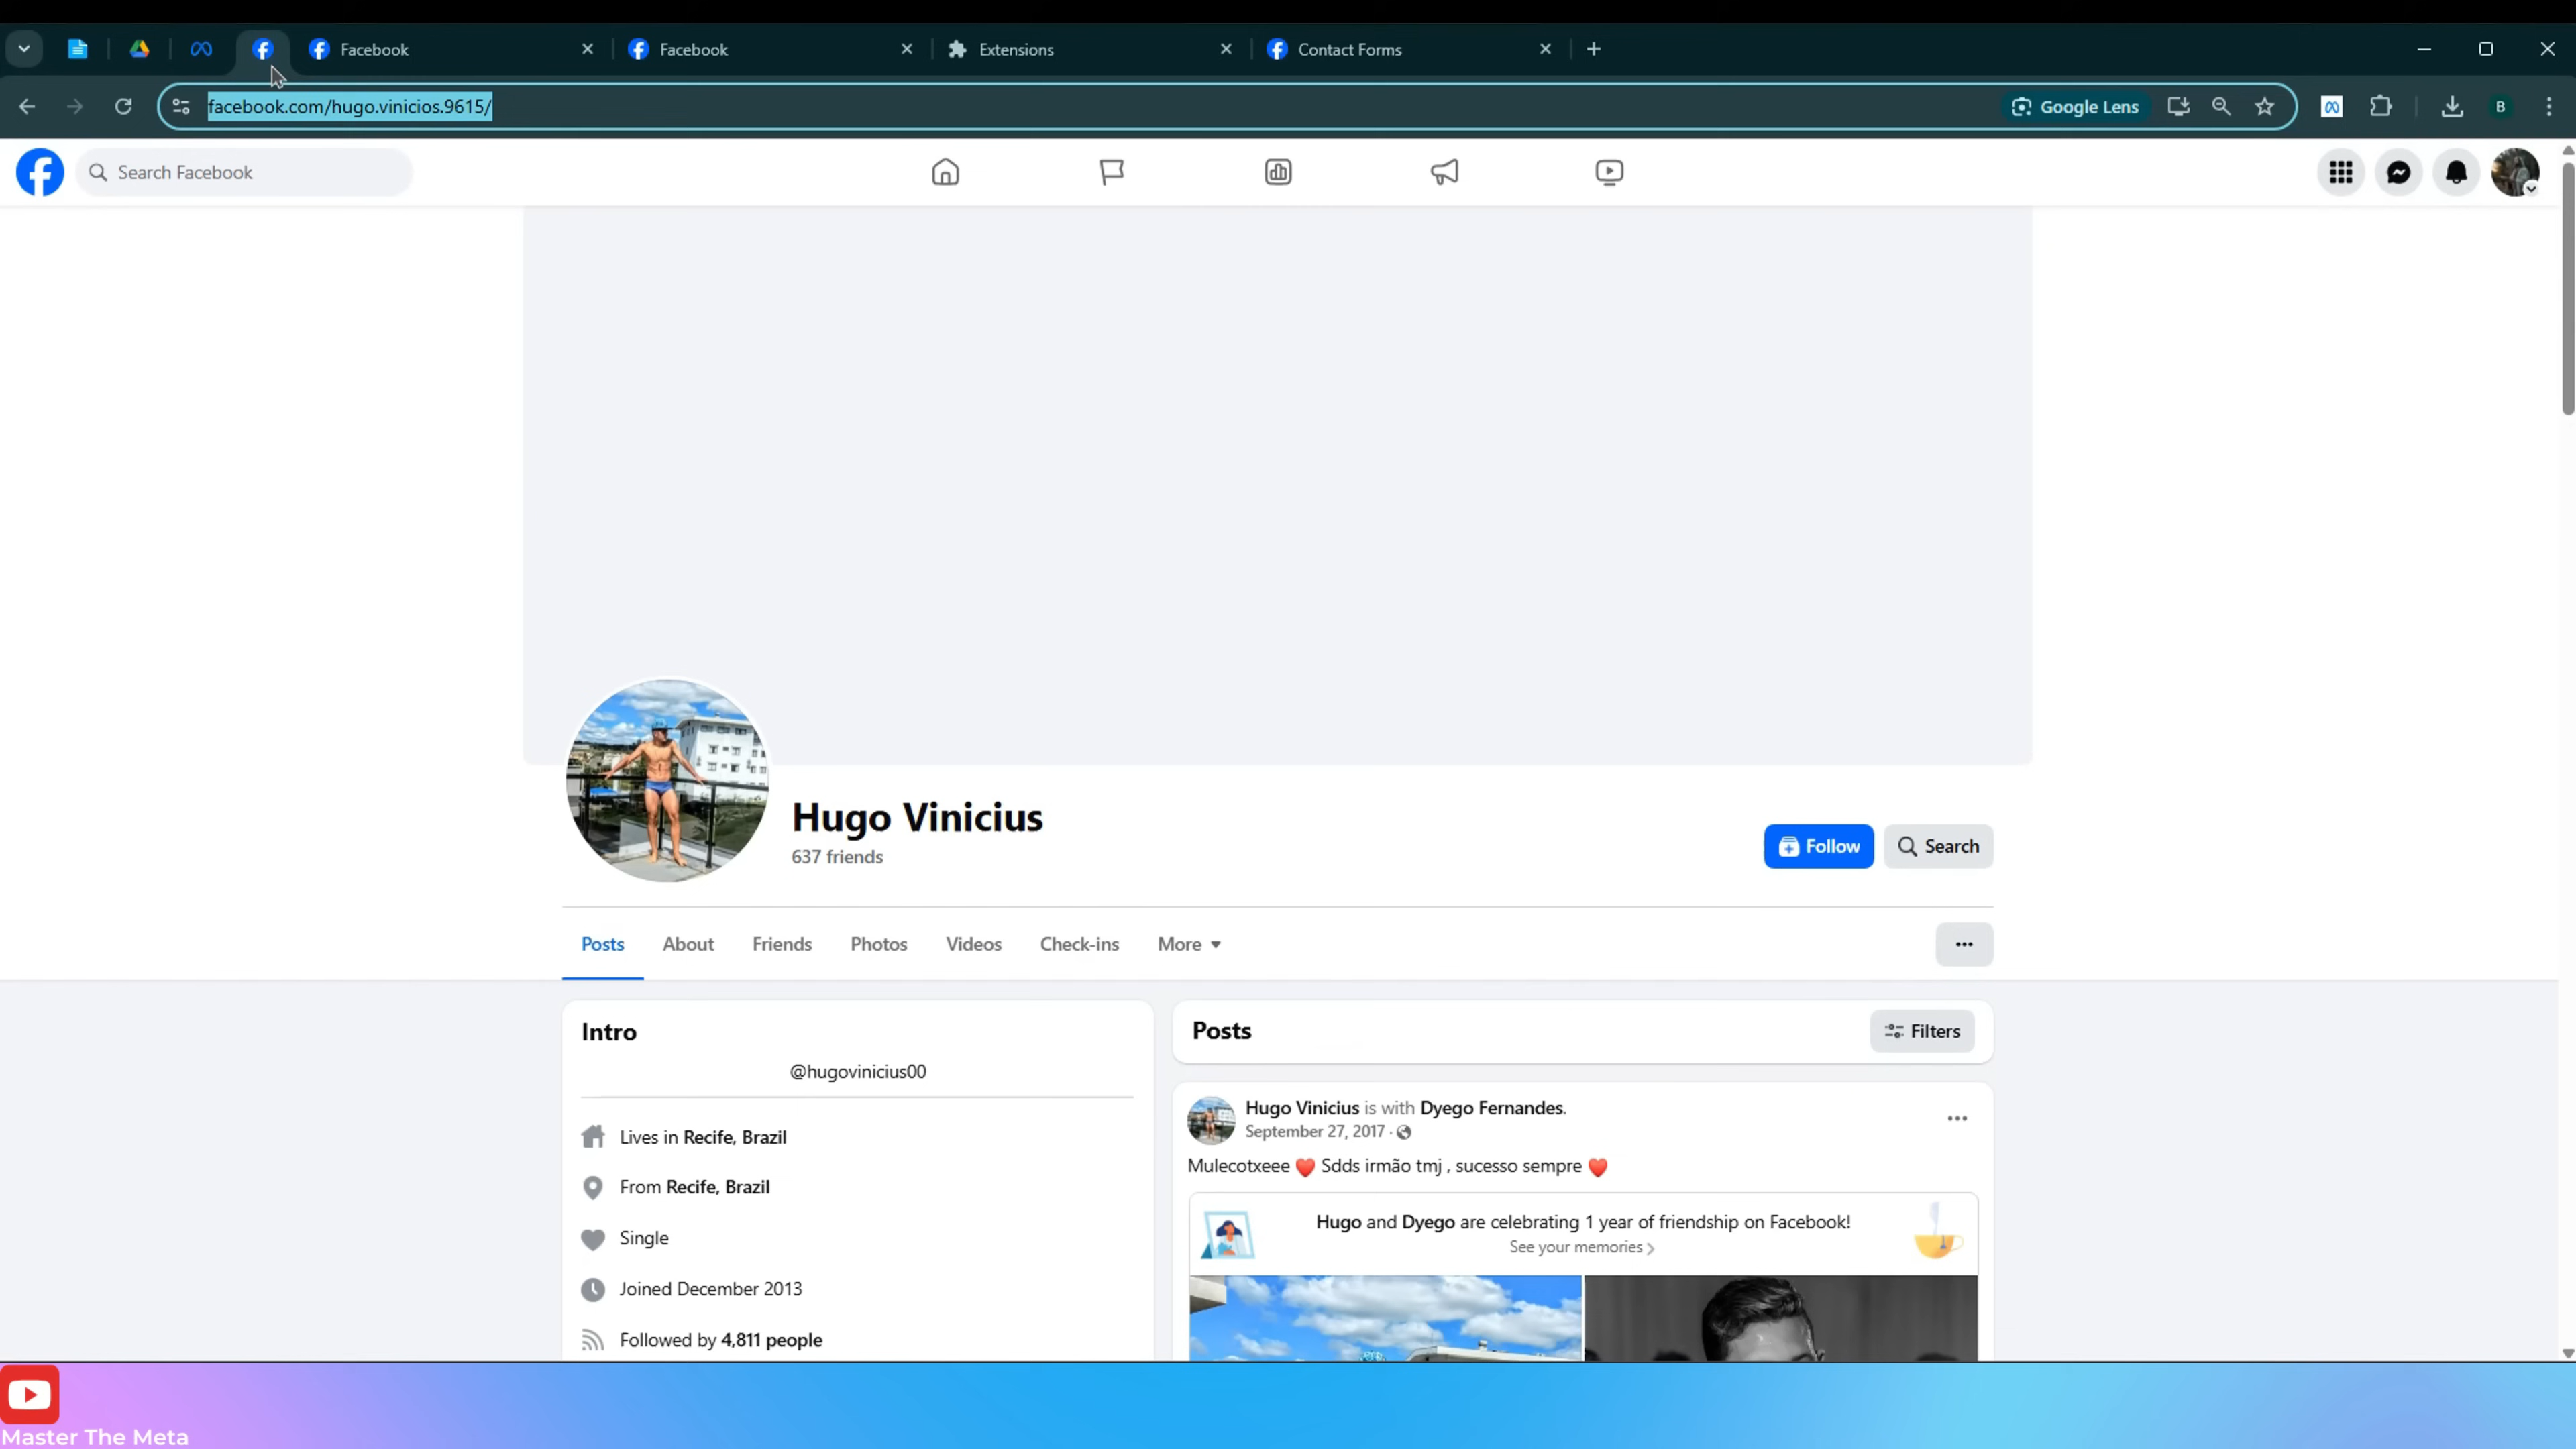 Facebook
Facebook
Extensions
Contact Forms
facebook.com/hugo.vinicios.9615/
Google Lens
B
Search Facebook
Hugo Vinicius
637 friends
Follow
Search
Posts
About
Friends
Photos
Videos
Check-ins
More
Intro
@hugovinicius00
Lives in Recife, Brazil
From Recife, Brazil
Single
Joined December 2013
Followed by 4,811 people
Posts
Filters
Hugo Vinicius is with Dyego Fernandes.
September 27, 2017 ·
Mulecotxeee ❤️ Sdds irmão tmj , sucesso sempre ❤️
Hugo and Dyego are celebrating 1 year of friendship on Facebook!
See your memories
Master The Meta